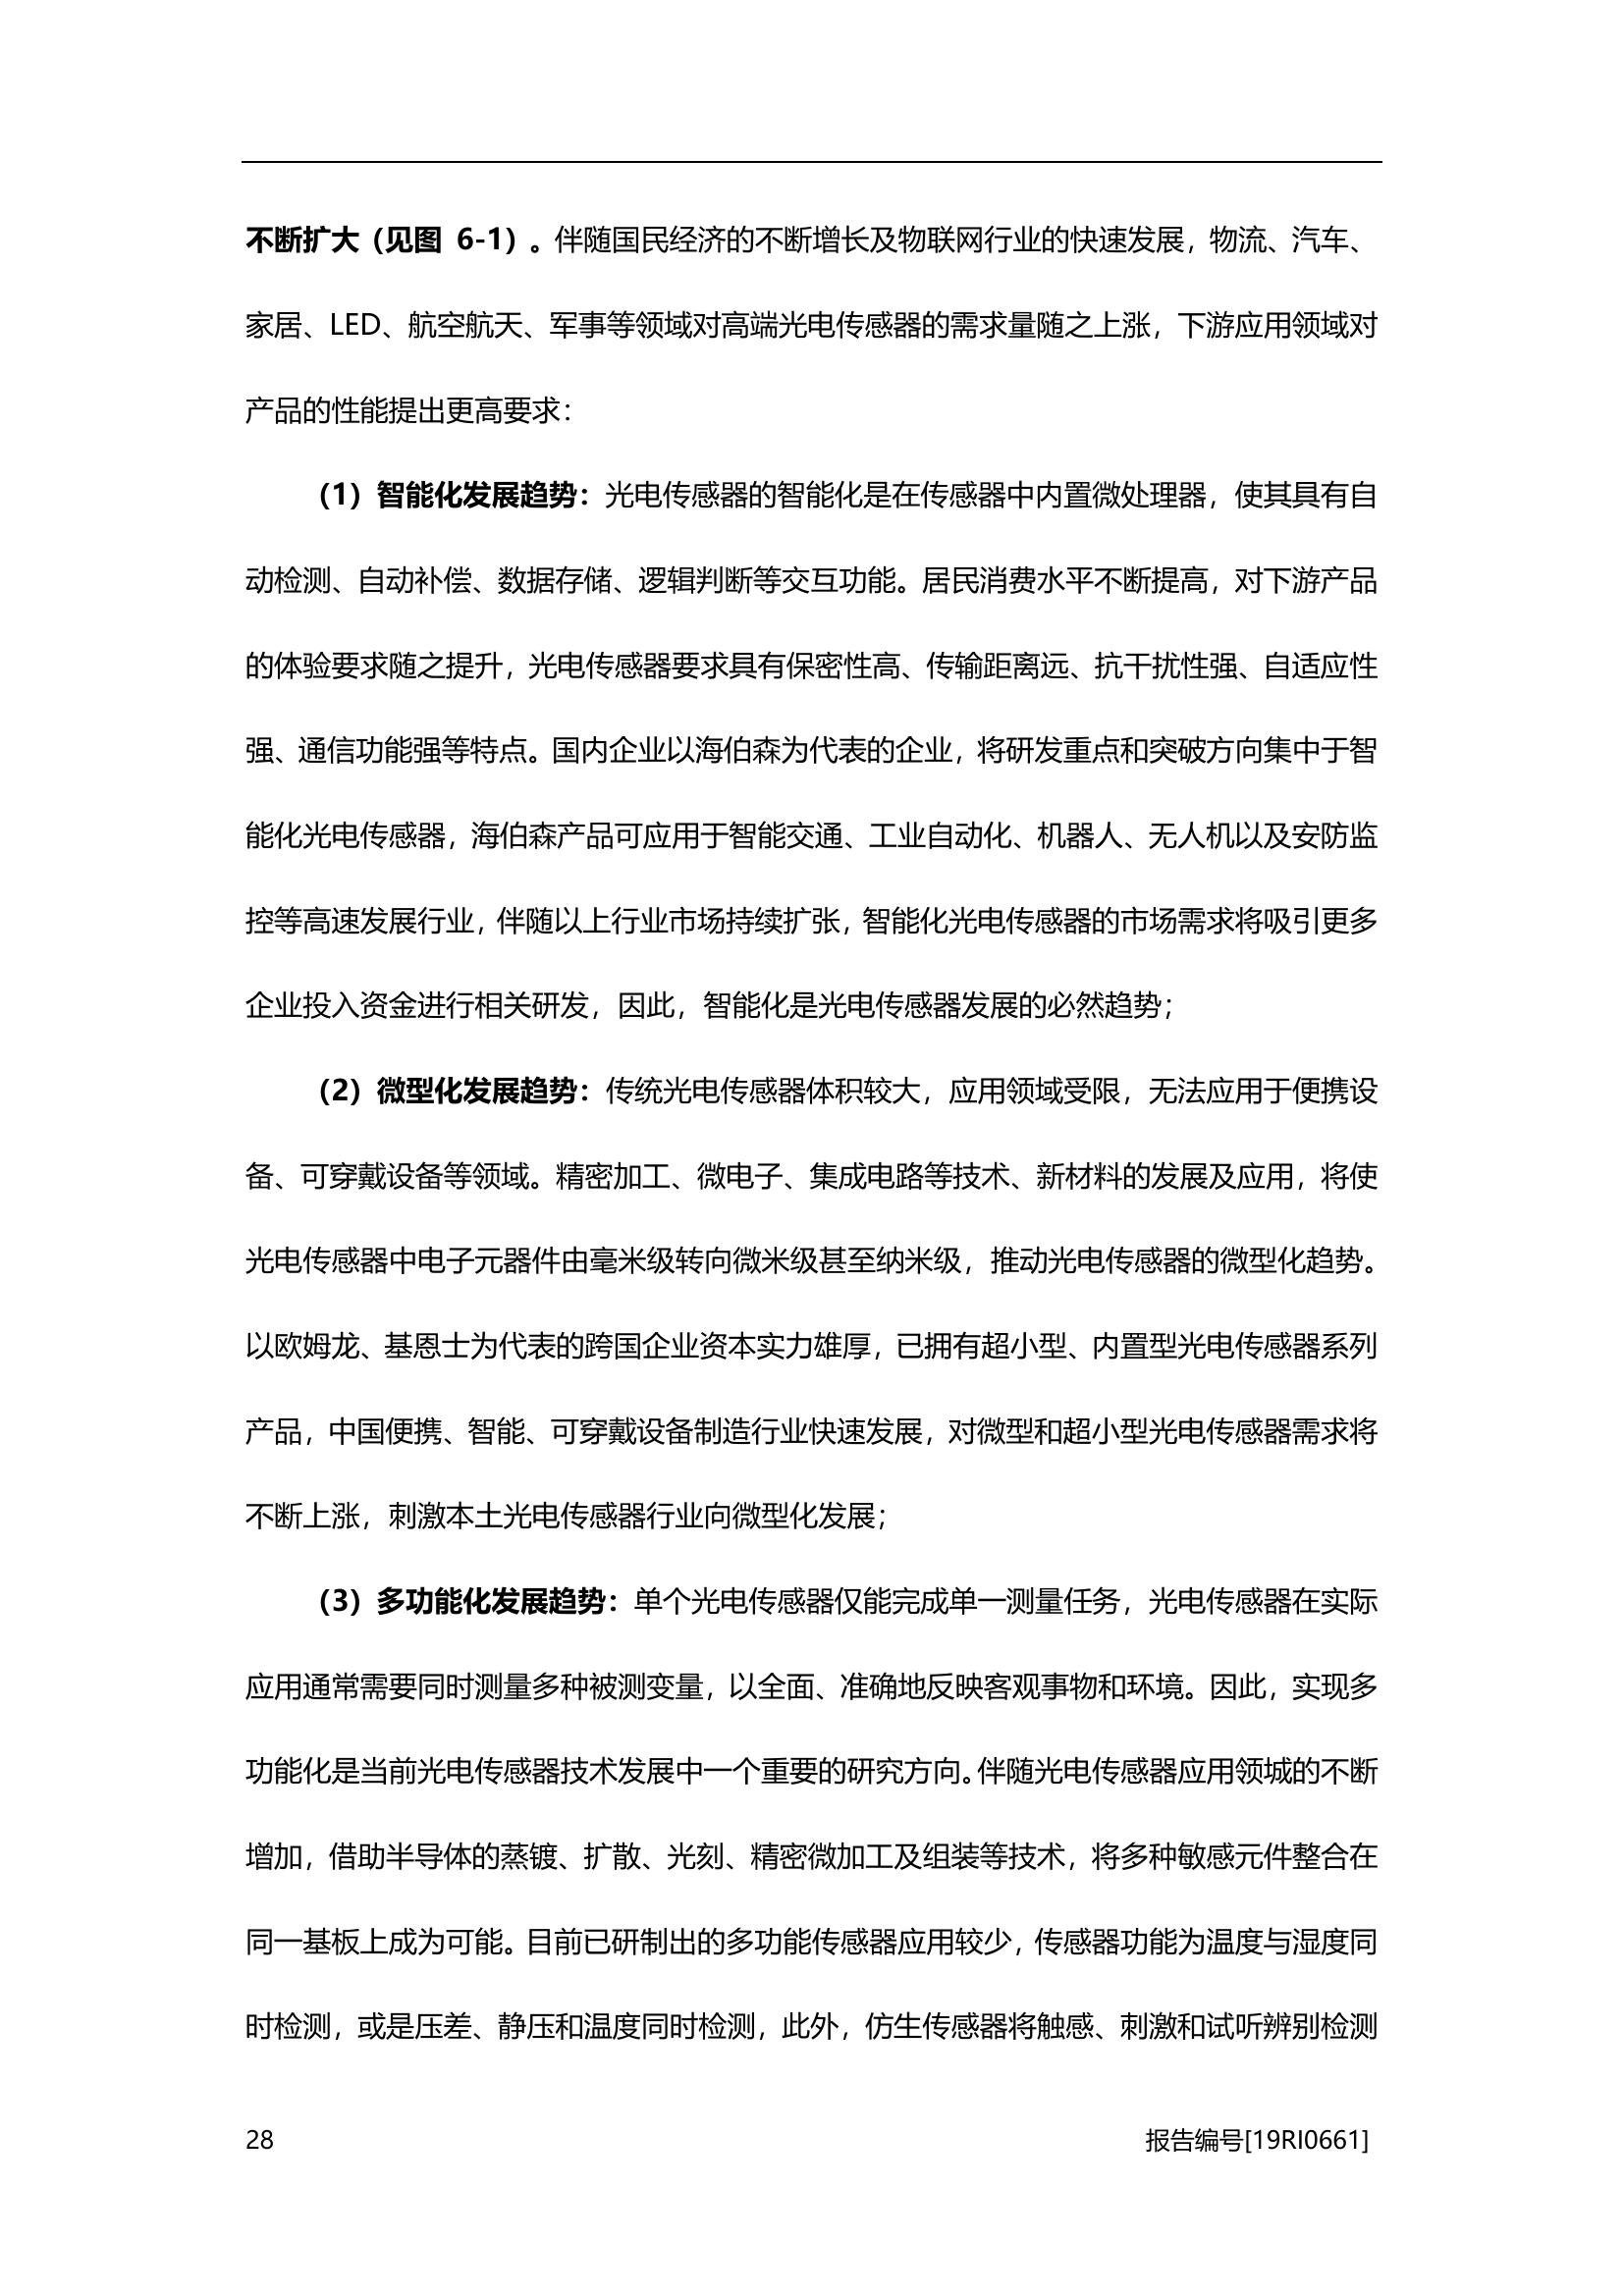 不断扩大（见图 6-1）。伴随国民经济的不断增长及物联网行业的快速发展，物流、汽车、
家居、LED、航空航天、军事等领域对高端光电传感器的需求量随之上涨，下游应用领域对
产品的性能提出更高要求：
（1）智能化发展趋势：光电传感器的智能化是在传感器中内置微处理器，使其具有自
动检测、自动补偿、数据存储、逻辑判断等交互功能。居民消费水平不断提高，对下游产品
的体验要求随之提升，光电传感器要求具有保密性高、传输距离远、抗干扰性强、自适应性
强、通信功能强等特点。国内企业以海伯森为代表的企业，将研发重点和突破方向集中于智
能化光电传感器，海伯森产品可应用于智能交通、工业自动化、机器人、无人机以及安防监
控等高速发展行业，伴随以上行业市场持续扩张，智能化光电传感器的市场需求将吸引更多
企业投入资金进行相关研发，因此，智能化是光电传感器发展的必然趋势；
（2）微型化发展趋势：传统光电传感器体积较大，应用领域受限，无法应用于便携设
备、可穿戴设备等领域。精密加工、微电子、集成电路等技术、新材料的发展及应用，将使
光电传感器中电子元器件由毫米级转向微米级甚至纳米级，推动光电传感器的微型化趋势。
以欧姆龙、基恩士为代表的跨国企业资本实力雄厚，已拥有超小型、内置型光电传感器系列
产品，中国便携、智能、可穿戴设备制造行业快速发展，对微型和超小型光电传感器需求将
不断上涨，刺激本土光电传感器行业向微型化发展；
（3）多功能化发展趋势：单个光电传感器仅能完成单一测量任务，光电传感器在实际
应用通常需要同时测量多种被测变量，以全面、准确地反映客观事物和环境。因此，实现多
功能化是当前光电传感器技术发展中一个重要的研究方向。伴随光电传感器应用领城的不断
增加，借助半导体的蒸镀、扩散、光刻、精密微加工及组装等技术，将多种敏感元件整合在
同一基板上成为可能。目前已研制出的多功能传感器应用较少，传感器功能为温度与湿度同
时检测，或是压差、静压和温度同时检测，此外，仿生传感器将触感、刺激和试听辨别检测
28 报告编号[19RI0661]